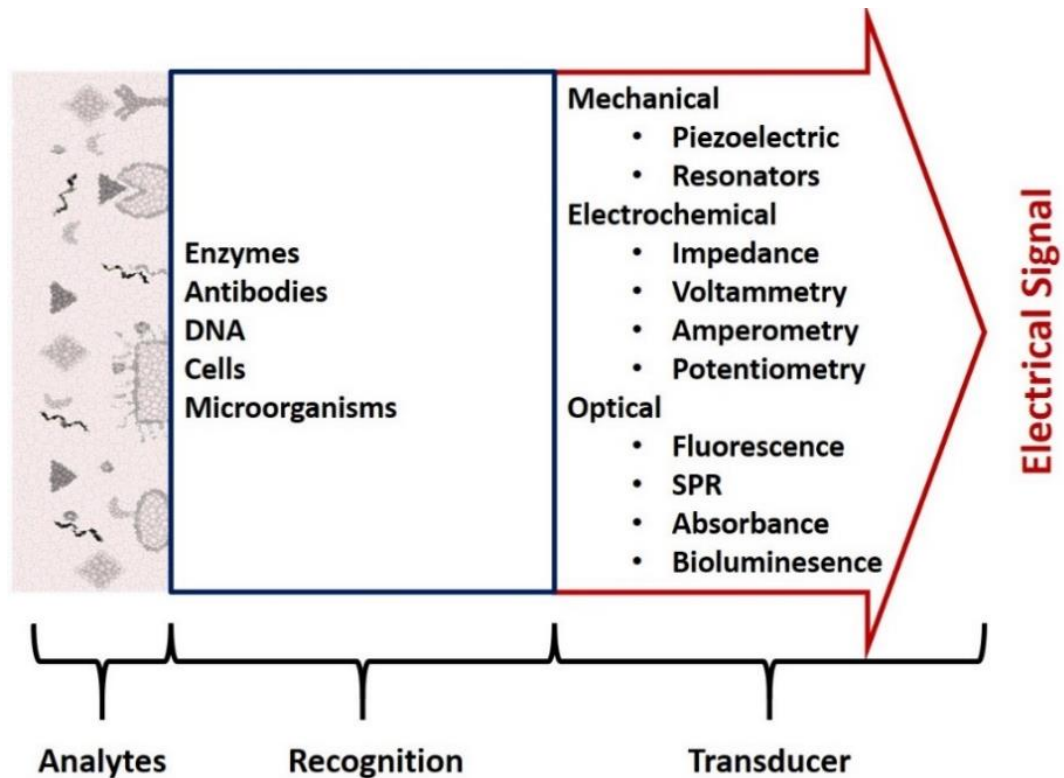 Enzymes
Antibodies
DNA
Cells
Microorganisms
Mechanical
• Piezoelectric
• Resonators
Electrochemical
• Impedance
• Voltammetry
• Amperometry
• Potentiometry
Optical
• Fluorescence
• SPR
• Absorbance
• Bioluminesence
Electrical Signal
Analytes
Recognition
Transducer